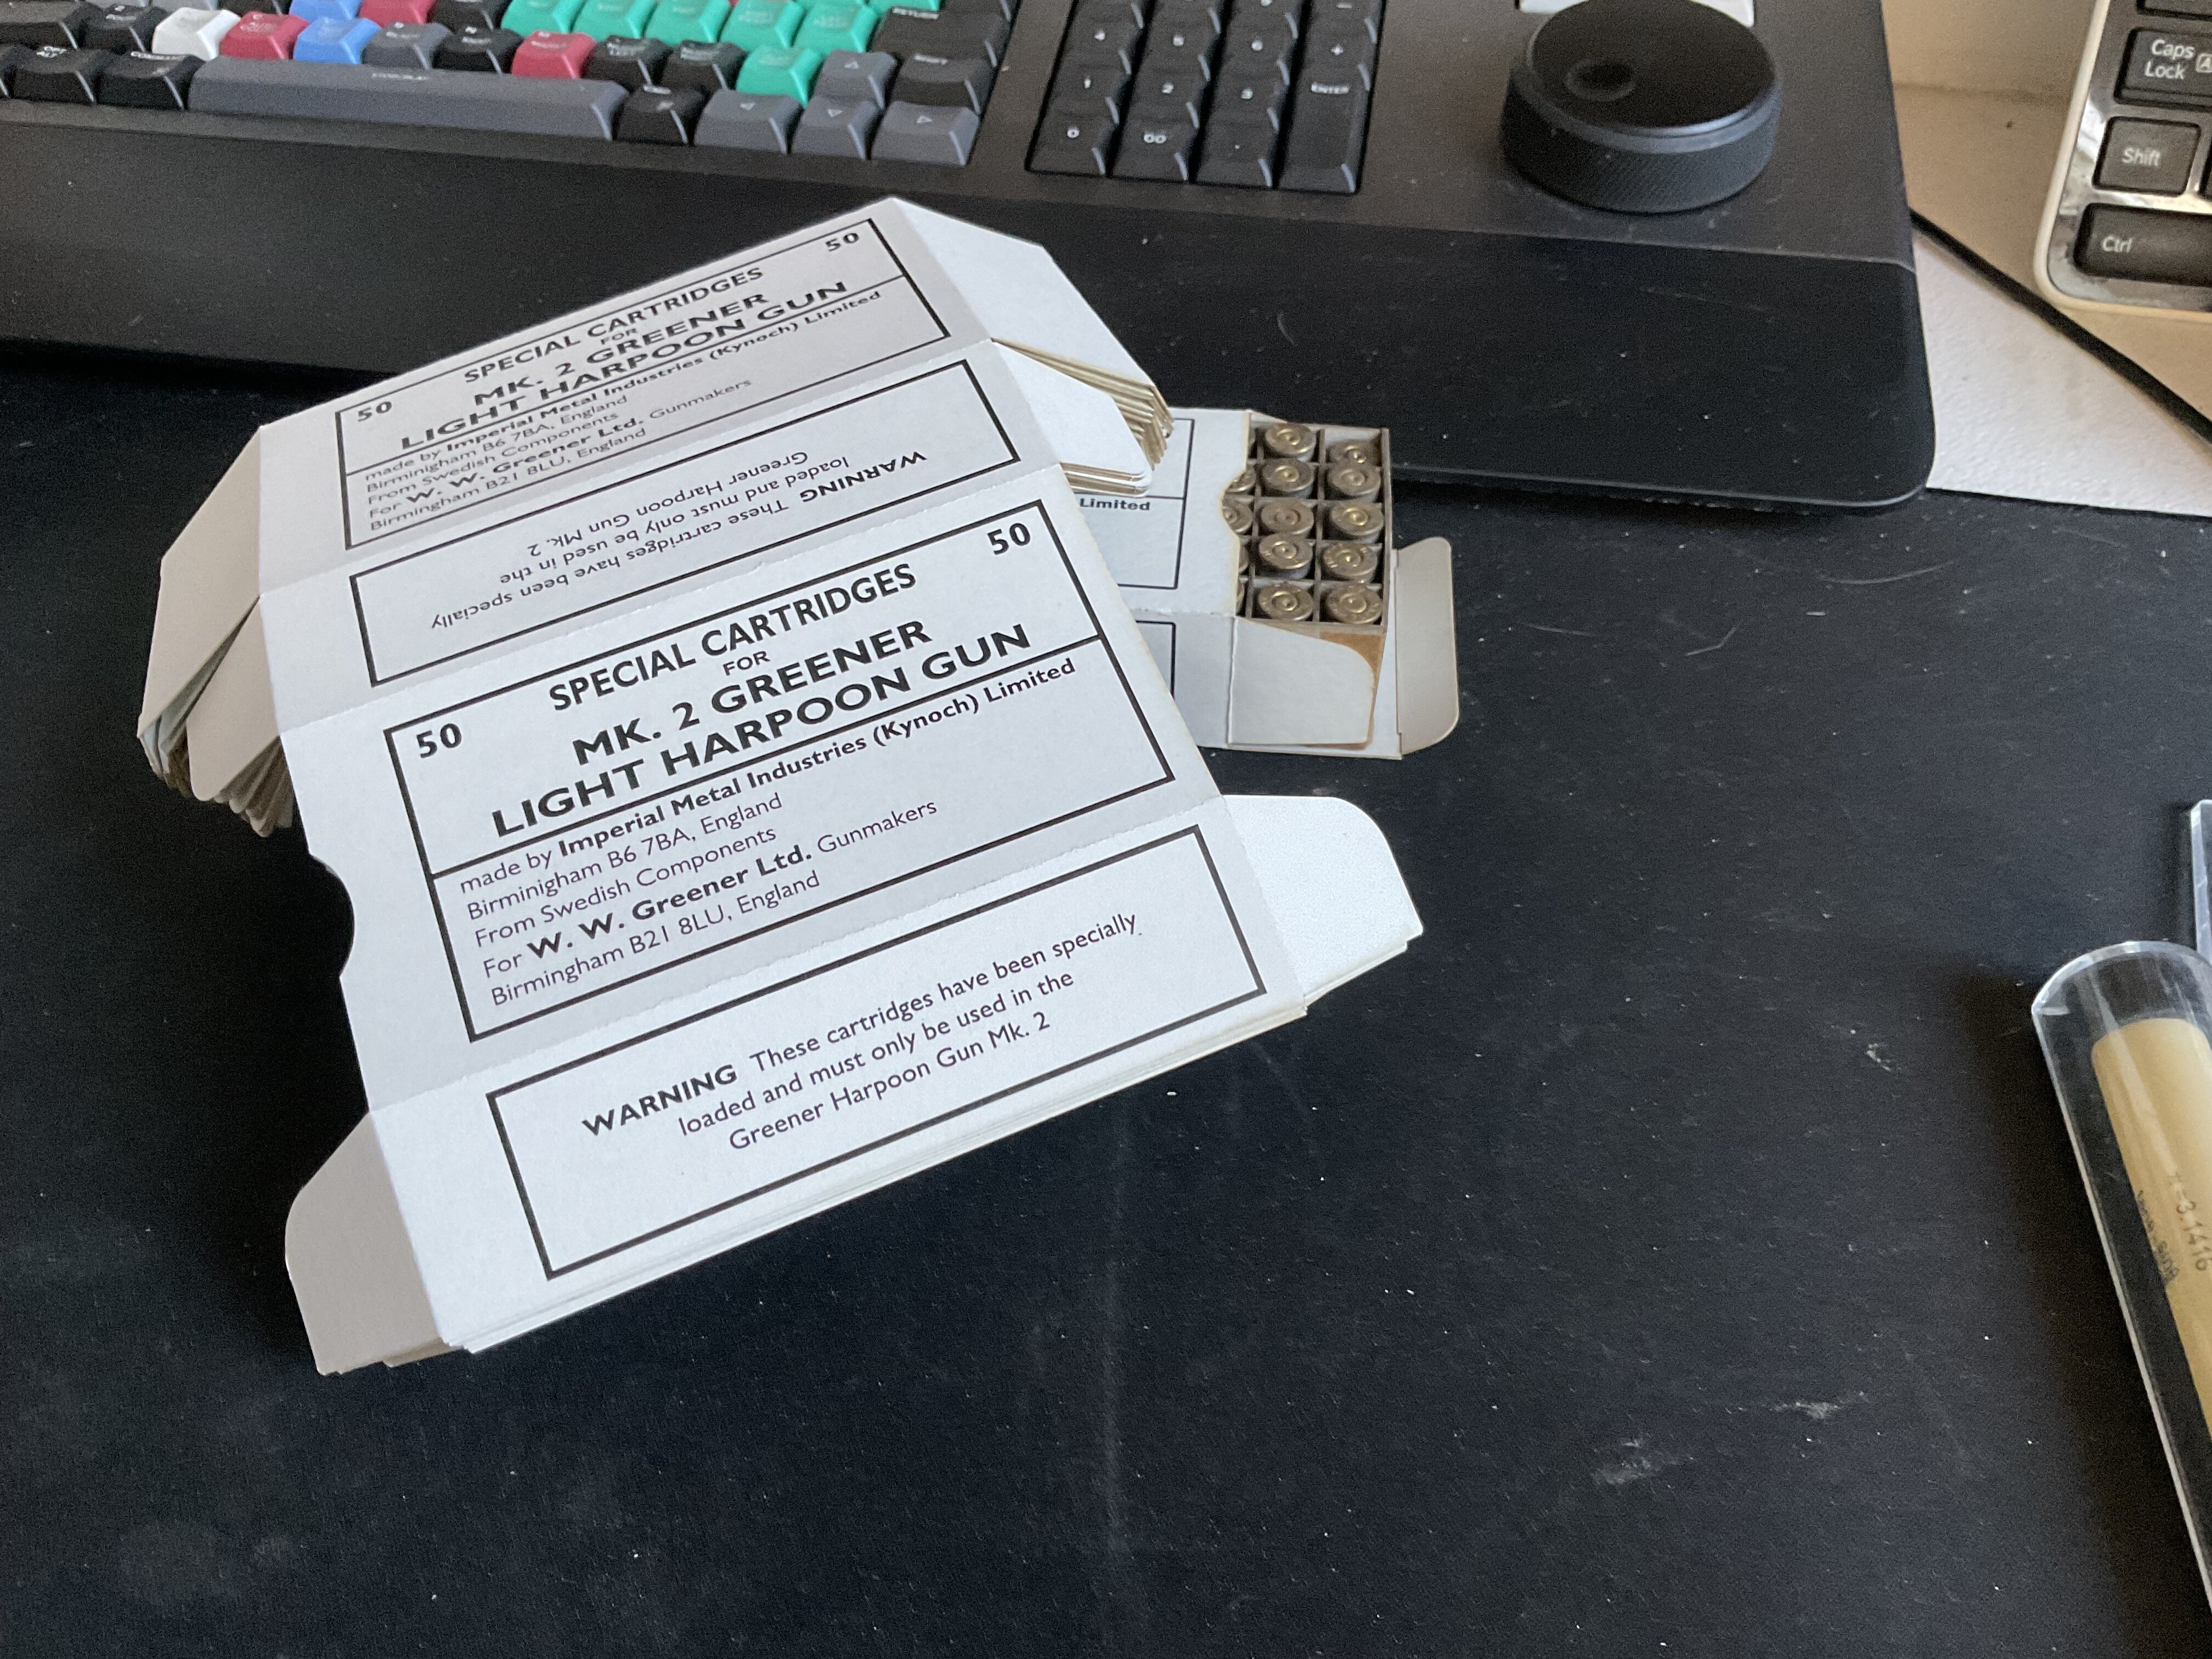 Caps
Lock
Shift
Ctrl
RETURN
SHIFT
4
5
6
+
1
2
3
ENTER
0
00
50
50
SPECIAL CARTRIDGES
FOR
MK. 2 GREENER
LIGHT HARPOON GUN
made by Imperial Metal Industries (Kynoch) Limited
Birminigham B6 7BA, England
From Swedish Components
For W. W. Greener Ltd. Gunmakers
Birmingham B21 8LU, England
WARNING These cartridges have been specially
loaded and must only be used in the
Greener Harpoon Gun Mk. 2
Limited
50
50
SPECIAL CARTRIDGES
FOR
MK. 2 GREENER
LIGHT HARPOON GUN
made by Imperial Metal Industries (Kynoch) Limited
Birminigham B6 7BA, England
From Swedish Components
For W. W. Greener Ltd. Gunmakers
Birmingham B21 8LU, England
WARNING These cartridges have been specially
loaded and must only be used in the
Greener Harpoon Gun Mk. 2
3.1416